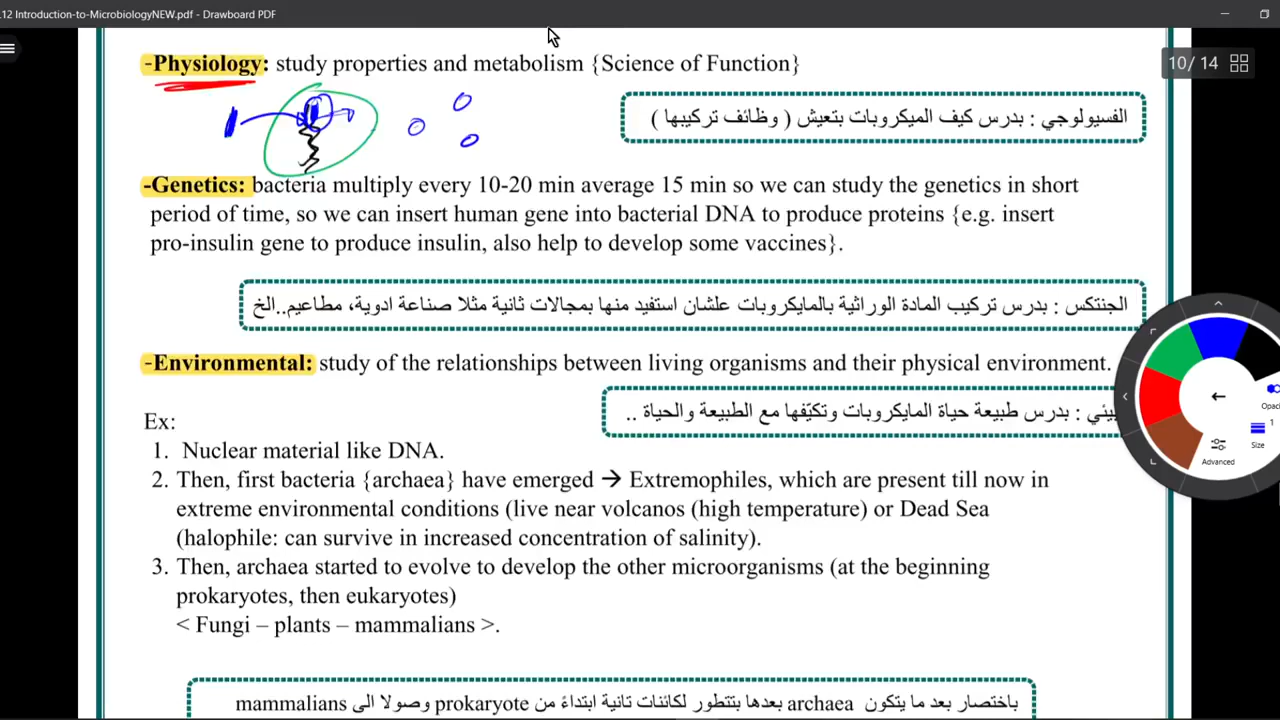 .12 Introduction-to-MicrobiologyNEW.pdf - Drawboard PDF
10/ 14
-Physiology: study properties and metabolism {Science of Function}
الفسيولوجي : بدرس كيف الميكروبات بتعيش ( وظائف تركيبها )
-Genetics: bacteria multiply every 10-20 min average 15 min so we can study the genetics in short
period of time, so we can insert human gene into bacterial DNA to produce proteins {e.g. insert
pro-insulin gene to produce insulin, also help to develop some vaccines}.
الجنتكس : بدرس تركيب المادة الوراثية بالمايكروبات علشان استفيد منها بمجالات ثانية مثلا صناعة ادوية، مطاعيم..الخ
-Environmental: study of the relationships between living organisms and their physical environment.
بيئي : بدرس طبيعة حياة المايكروبات وتكيّفها مع الطبيعة والحياة ..
Ex:
1. Nuclear material like DNA.
2. Then, first bacteria {archaea} have emerged → Extremophiles, which are present till now in
extreme environmental conditions (live near volcanos (high temperature) or Dead Sea
(halophile: can survive in increased concentration of salinity).
3. Then, archaea started to evolve to develop the other microorganisms (at the beginning
prokaryotes, then eukaryotes)
< Fungi – plants – mammalians >.
باختصار بعد ما يتكون archaea بعدها بتتطور لكائنات تانية ابتداءً من prokaryote وصولا الى mammalians
Opac
1
Size
Advanced